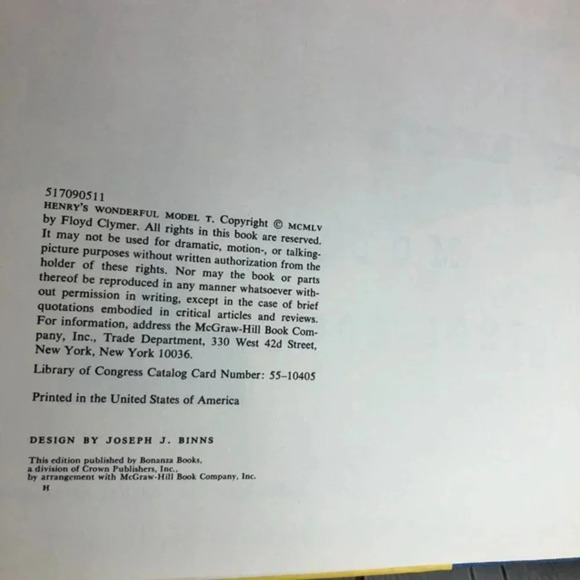 517090511
HENRY'S WONDERFUL MODEL T. Copyright © MCMLV
by Floyd Clymer. All rights in this book are reserved.
It may not be used for dramatic, motion-, or talking-
picture purposes without written authorization from the
holder of these rights. Nor may the book or parts
thereof be reproduced in any manner whatsoever with-
out permission in writing, except in the case of brief
quotations embodied in critical articles and reviews.
For information, address the McGraw-Hill Book Com-
pany, Inc., Trade Department, 330 West 42d Street,
New York, New York 10036.
Library of Congress Catalog Card Number: 55-10405
Printed in the United States of America
DESIGN BY JOSEPH J. BINNS
This edition published by Bonanza Books,
a division of Crown Publishers, Inc.,
by arrangement with McGraw-Hill Book Company, Inc.
H